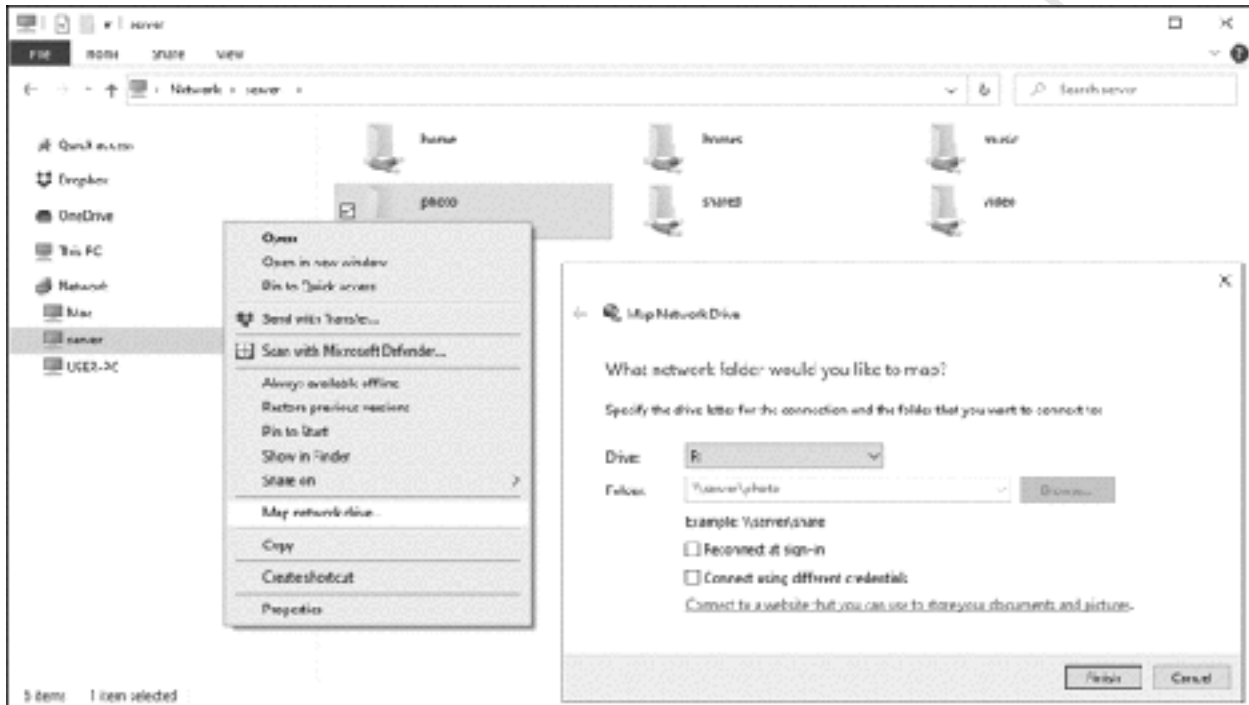 server
File Home Share View
Network server
Search server
Quick access
Dropbox
OneDrive
This PC
Network
Mac
server
USER-PC
home homes music
photo shared video
Open
Open in new window
Pin to Quick access
Send with Transfer...
Scan with Microsoft Defender...
Always available offline
Restore previous versions
Pin to Start
Show in Finder
Share on
Map network drive...
Copy
Create shortcut
Properties
Map Network Drive
What network folder would you like to map?
Specify the drive letter for the connection and the folder that you want to connect to:
Drive:
Folder: \\server\photo Browse...
Example: \\server\share
Reconnect at sign-in
Connect using different credentials
Connect to a website that you can use to store your documents and pictures.
Finish Cancel
items 1 item selected